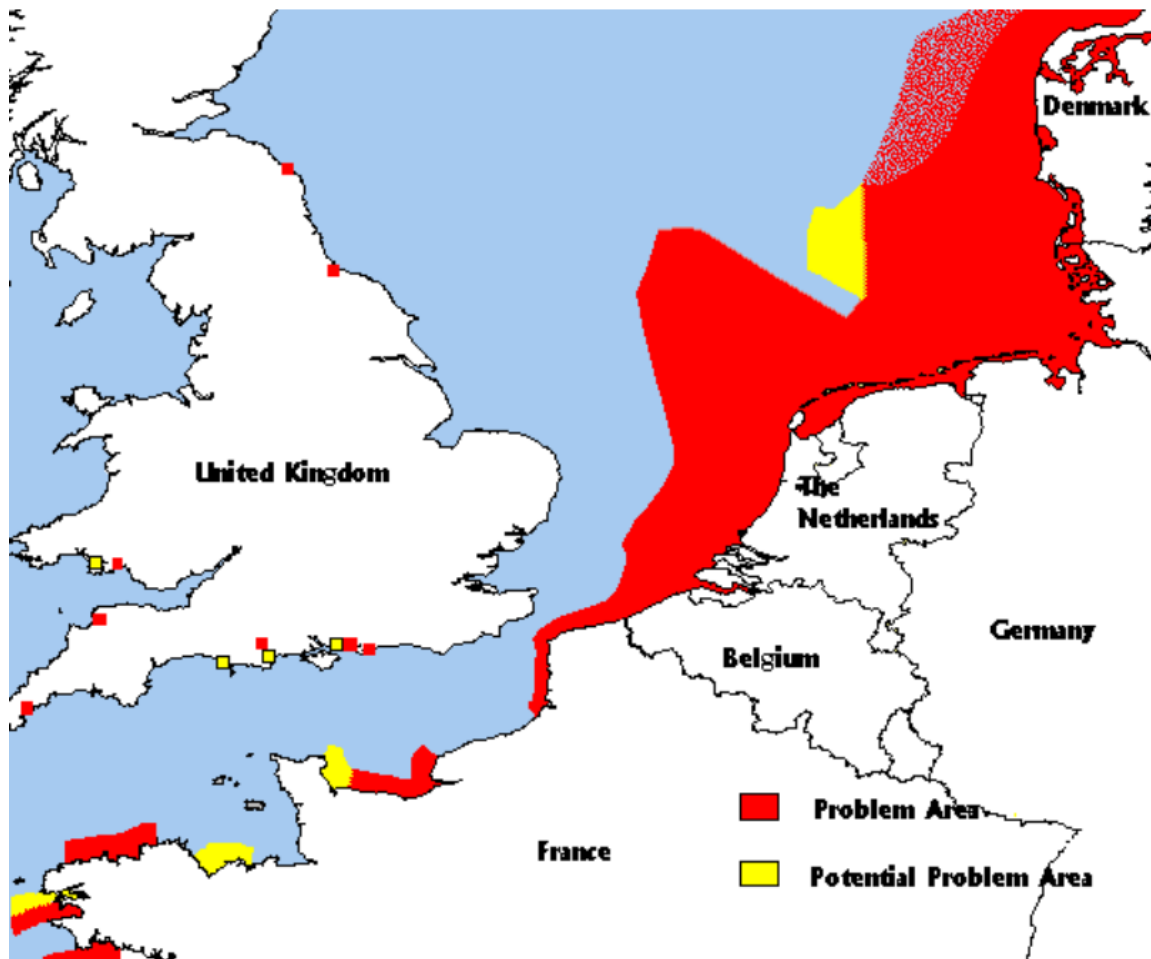 Denmark
United Kingdom
The
Netherlands
Germany
Belgium
Problem Area
France
Potential Problem Area